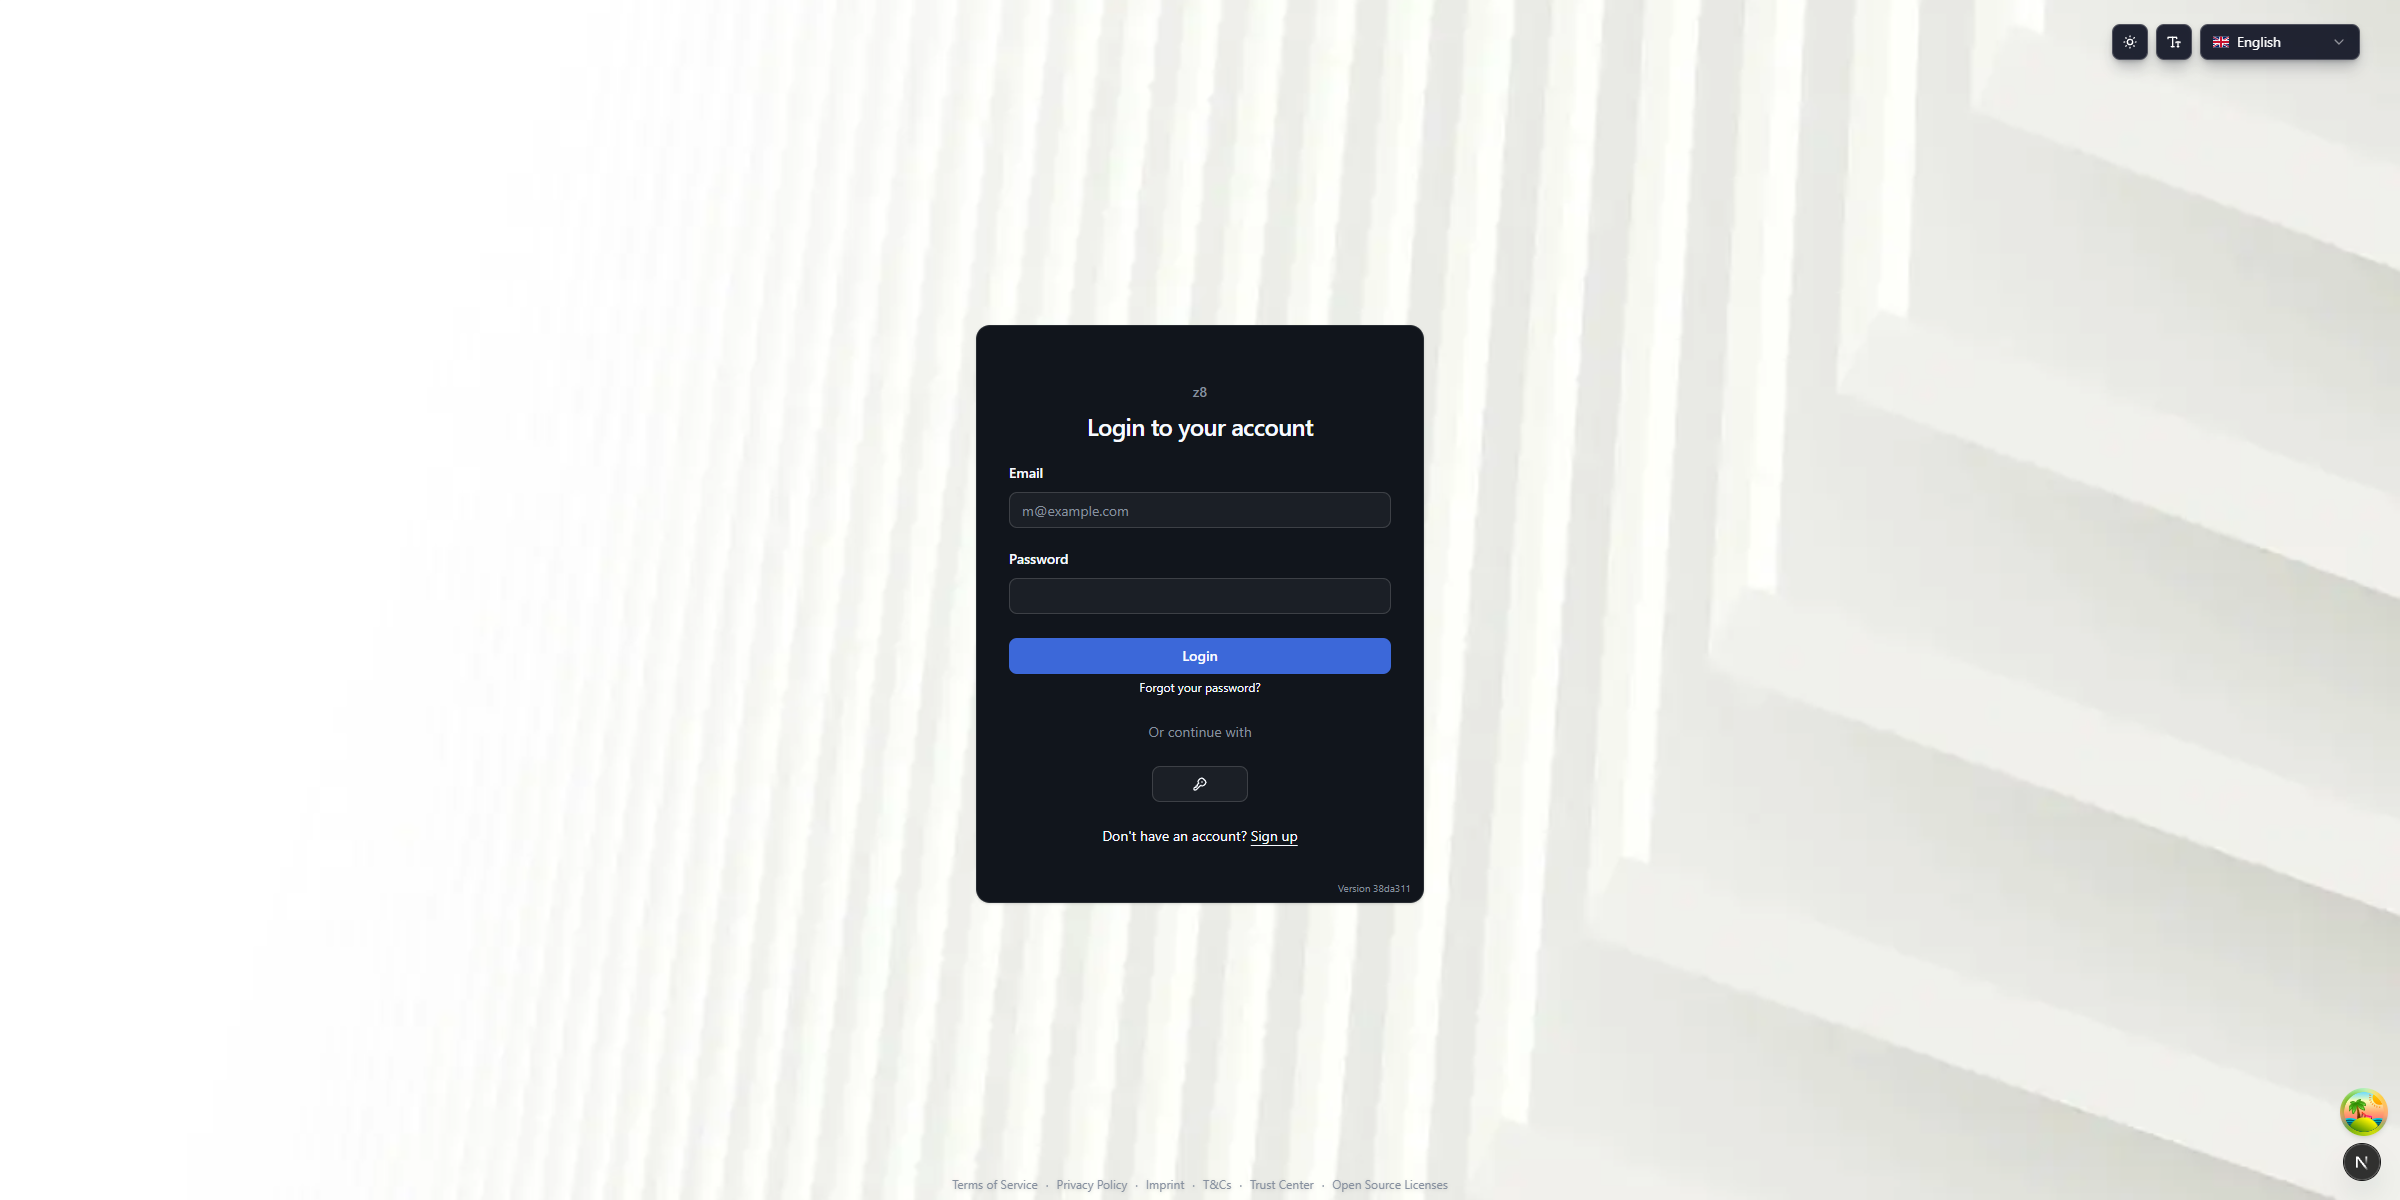 English
z8
Login to your account
Email
m@example.com
Password
Login
Forgot your password?
Or continue with
Don't have an account? Sign up
Version 38da311
Terms of Service · Privacy Policy · Imprint · T&Cs · Trust Center · Open Source Licenses
N